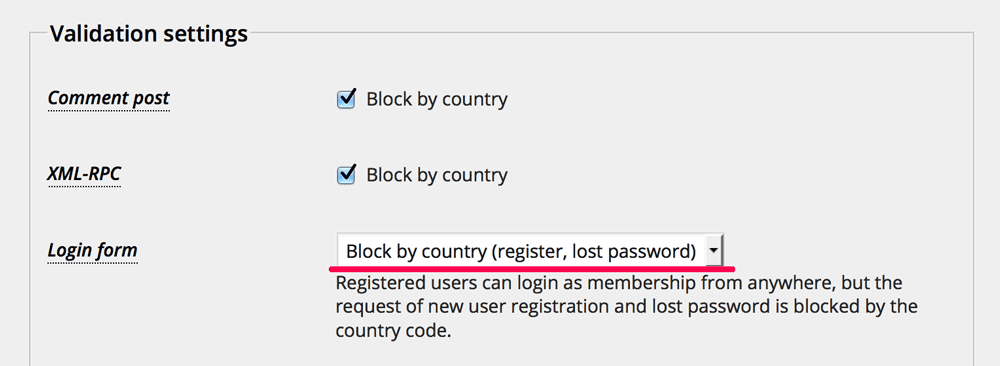 Validation settings
Comment post
Block by country
XML-RPC
Block by country
Login form
Block by country (register, lost password)
Registered users can login as membership from anywhere, but the
request of new user registration and lost password is blocked by the
country code.